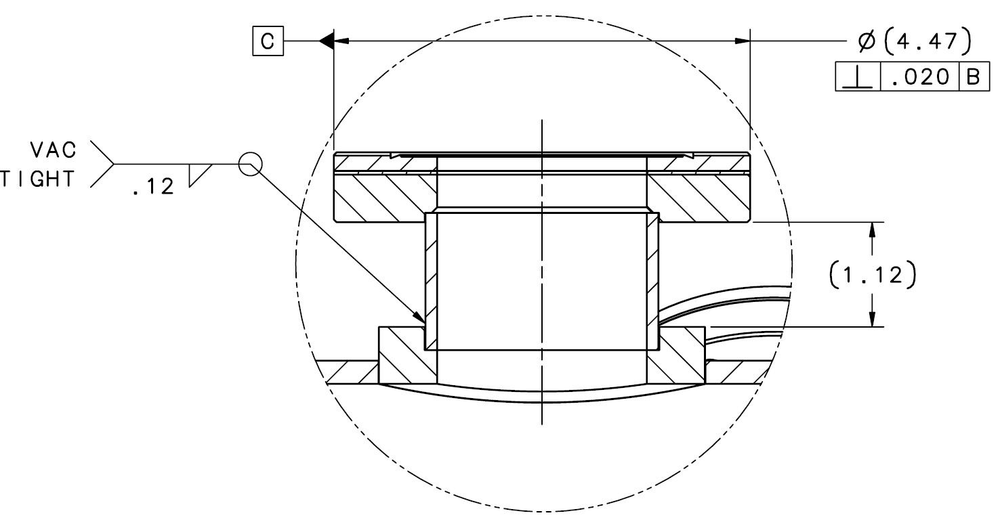 C
⌀(4.47)
⟂ .020 B
VAC
TIGHT
.12
(1.12)